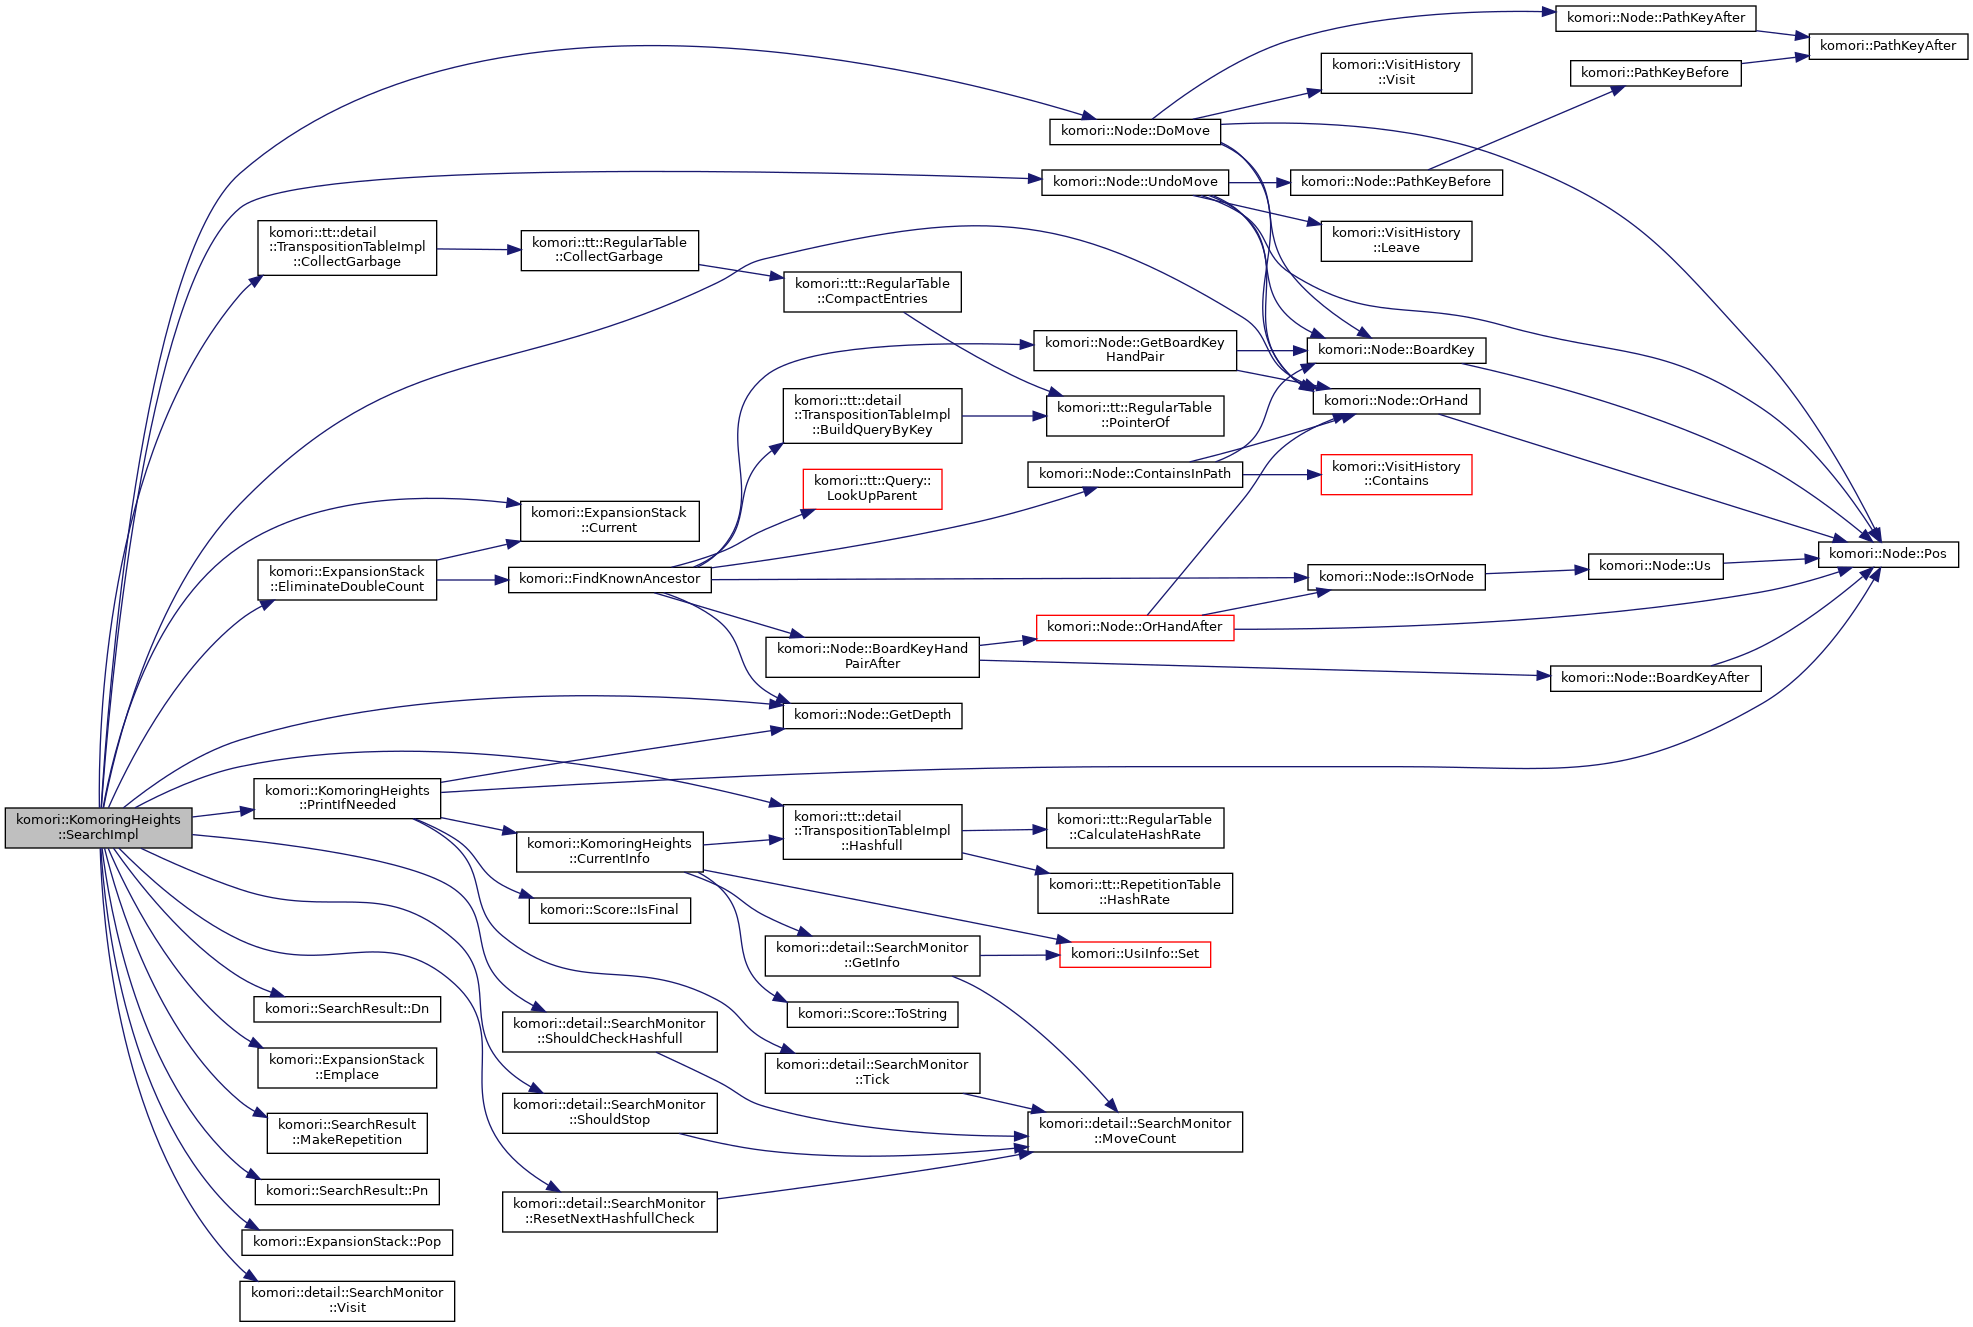 komori::KomoringHeights
::SearchImpl
komori::tt::detail
::TranspositionTableImpl
::CollectGarbage
komori::ExpansionStack
::EliminateDoubleCount
komori::KomoringHeights
::PrintIfNeeded
komori::SearchResult::Dn
komori::ExpansionStack
::Emplace
komori::SearchResult
::MakeRepetition
komori::SearchResult::Pn
komori::ExpansionStack::Pop
komori::detail::SearchMonitor
::Visit
komori::tt::RegularTable
::CollectGarbage
komori::ExpansionStack
::Current
komori::FindKnownAncestor
komori::KomoringHeights
::CurrentInfo
komori::Score::IsFinal
komori::detail::SearchMonitor
::ShouldCheckHashfull
komori::detail::SearchMonitor
::ShouldStop
komori::detail::SearchMonitor
::ResetNextHashfullCheck
komori::tt::RegularTable
::CompactEntries
komori::tt::detail
::TranspositionTableImpl
::BuildQueryByKey
komori::tt::Query::
LookUpParent
komori::Node::BoardKeyHand
PairAfter
komori::Node::GetDepth
komori::tt::detail
::TranspositionTableImpl
::Hashfull
komori::detail::SearchMonitor
::GetInfo
komori::Score::ToString
komori::detail::SearchMonitor
::Tick
komori::Node::DoMove
komori::Node::UndoMove
komori::Node::GetBoardKey
HandPair
komori::tt::RegularTable
::PointerOf
komori::Node::ContainsInPath
komori::Node::OrHandAfter
komori::tt::RegularTable
::CalculateHashRate
komori::tt::RepetitionTable
::HashRate
komori::UsiInfo::Set
komori::detail::SearchMonitor
::MoveCount
komori::VisitHistory
::Visit
komori::Node::PathKeyBefore
komori::VisitHistory
::Leave
komori::Node::BoardKey
komori::Node::OrHand
komori::VisitHistory
::Contains
komori::Node::IsOrNode
komori::Node::PathKeyAfter
komori::PathKeyBefore
komori::Node::Us
komori::Node::BoardKeyAfter
komori::PathKeyAfter
komori::Node::Pos